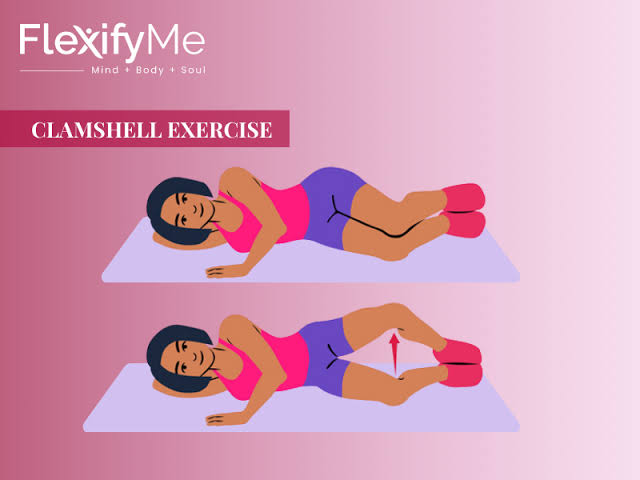 FlexifyMe
Mind + Body + Soul
CLAMSHELL EXERCISE